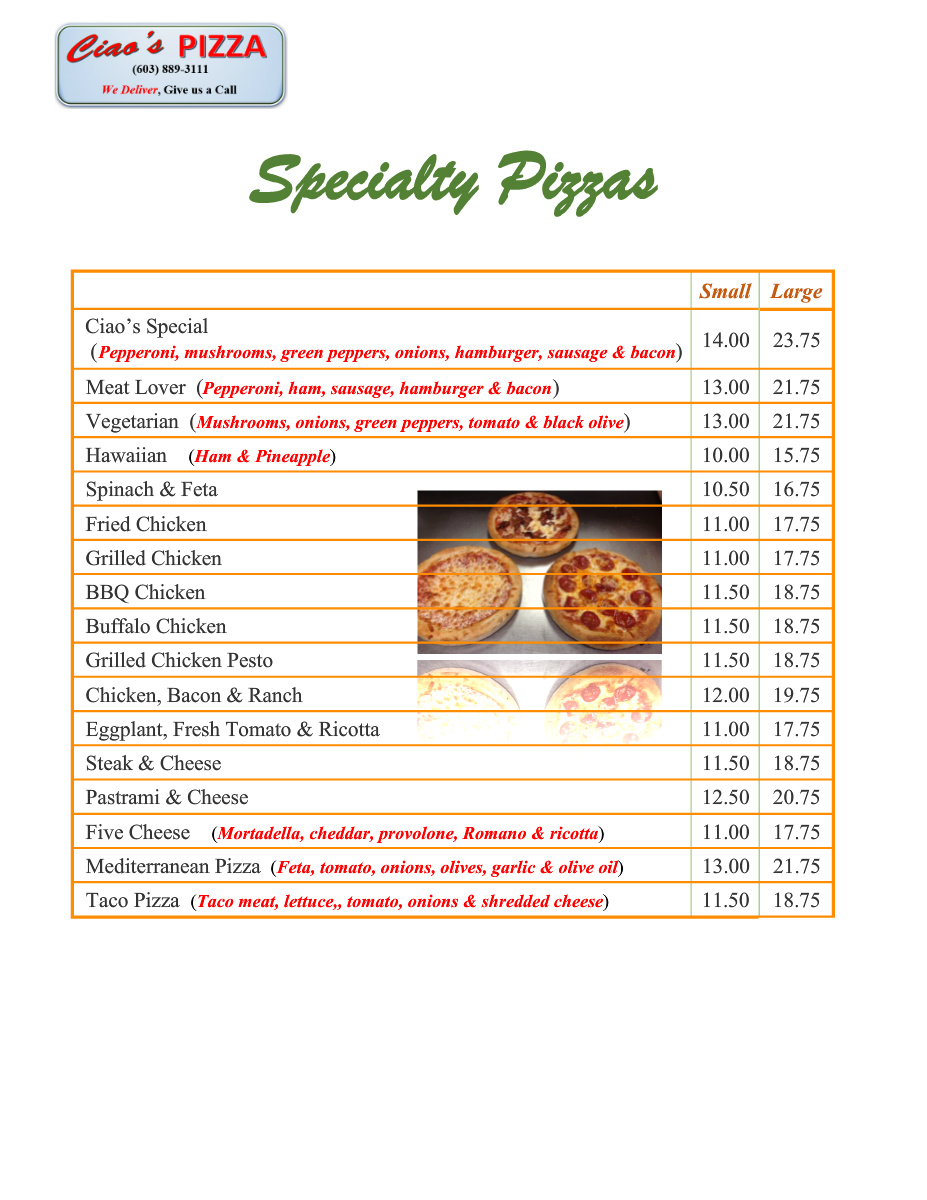 Ciao's PIZZA
(603) 889-3111
We Deliver, Give us a Call
Specialty Pizzas
Small Large
Ciao’s Special
(Pepperoni, mushrooms, green peppers, onions, hamburger, sausage & bacon) 14.00 23.75
Meat Lover (Pepperoni, ham, sausage, hamburger & bacon) 13.00 21.75
Vegetarian (Mushrooms, onions, green peppers, tomato & black olive) 13.00 21.75
Hawaiian (Ham & Pineapple) 10.00 15.75
Spinach & Feta 10.50 16.75
Fried Chicken 11.00 17.75
Grilled Chicken 11.00 17.75
BBQ Chicken 11.50 18.75
Buffalo Chicken 11.50 18.75
Grilled Chicken Pesto 11.50 18.75
Chicken, Bacon & Ranch 12.00 19.75
Eggplant, Fresh Tomato & Ricotta 11.00 17.75
Steak & Cheese 11.50 18.75
Pastrami & Cheese 12.50 20.75
Five Cheese (Mortadella, cheddar, provolone, Romano & ricotta) 11.00 17.75
Mediterranean Pizza (Feta, tomato, onions, olives, garlic & olive oil) 13.00 21.75
Taco Pizza (Taco meat, lettuce,, tomato, onions & shredded cheese) 11.50 18.75